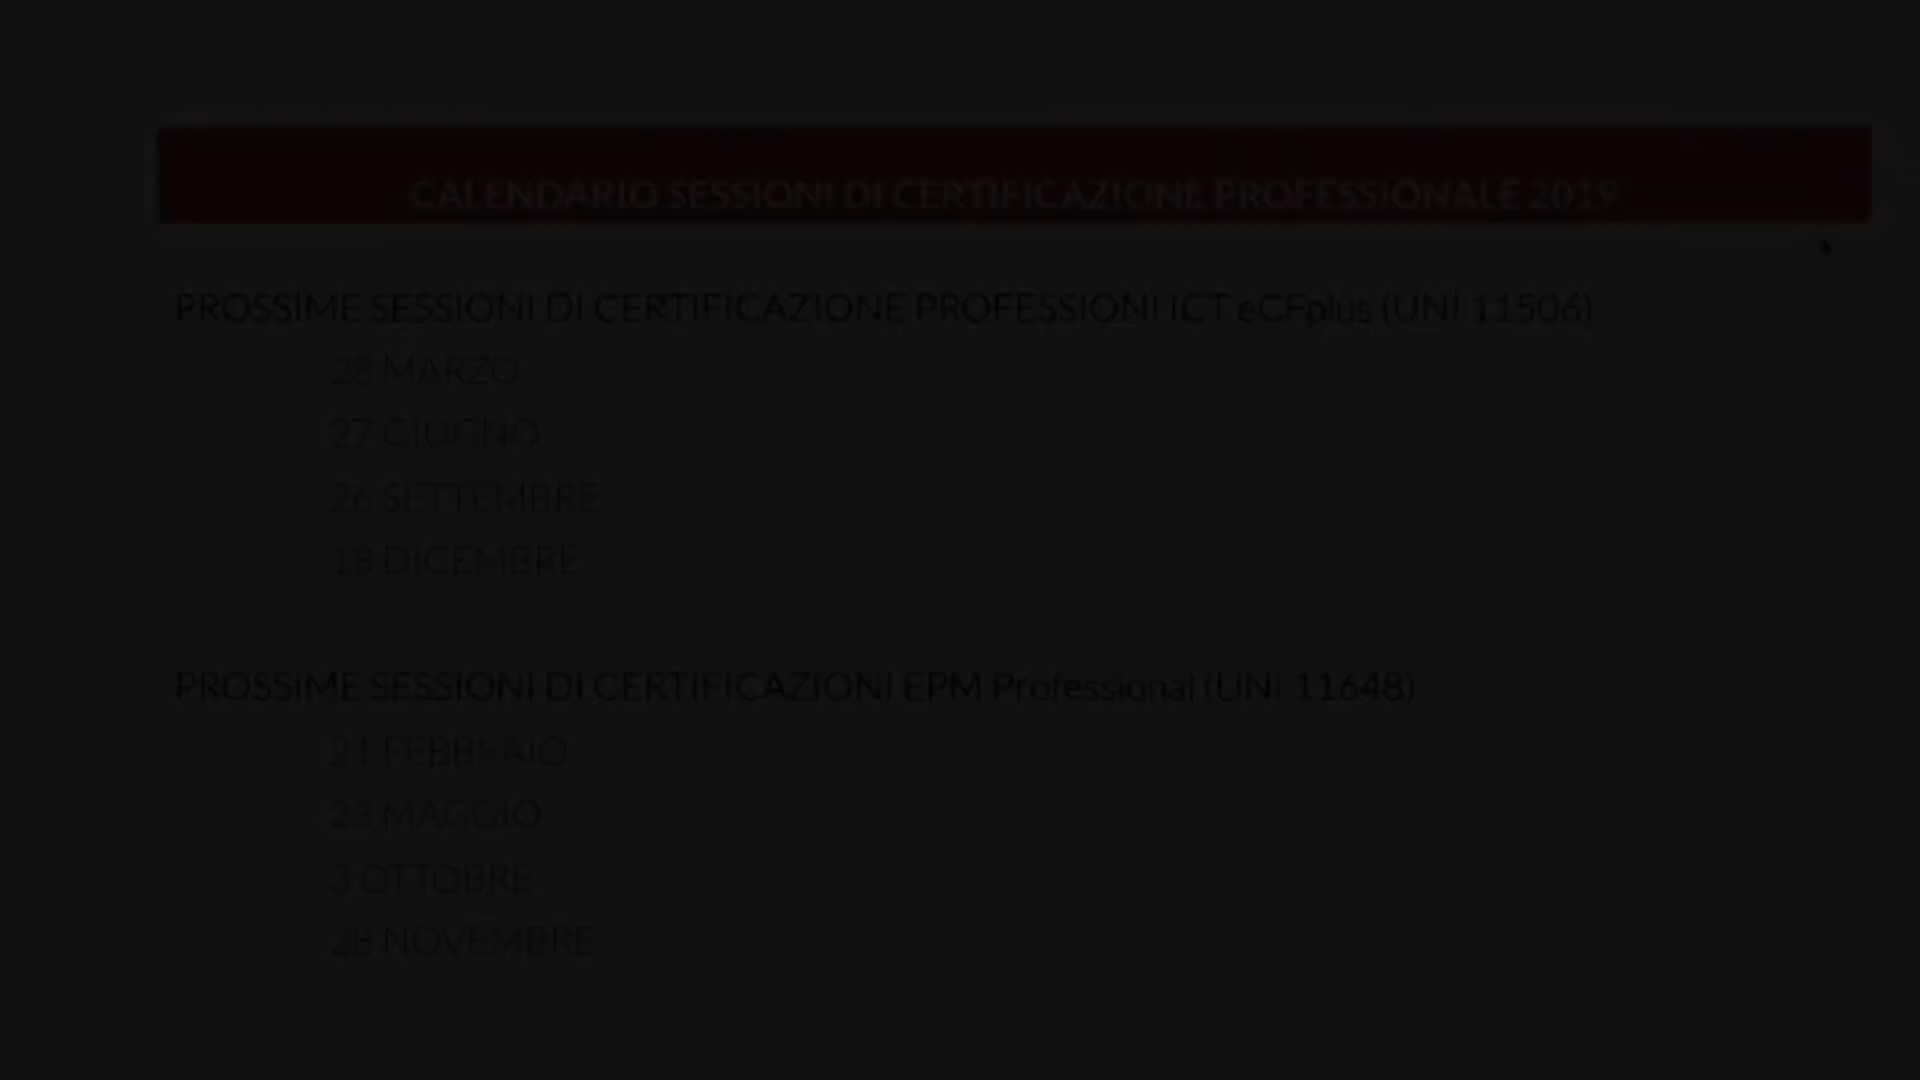 CALENDARIO SESSIONI DI CERTIFICAZIONE PROFESSIONALE 2019
PROSSIME SESSIONI DI CERTIFICAZIONE PROFESSIONI ICT eCFplus (UNI 11506)
28 MARZO
27 GIUGNO
26 SETTEMBRE
18 DICEMBRE
PROSSIME SESSIONI DI CERTIFICAZIONI EPM Professional (UNI 11648)
21 FEBBRAIO
23 MAGGIO
3 OTTOBRE
28 NOVEMBRE